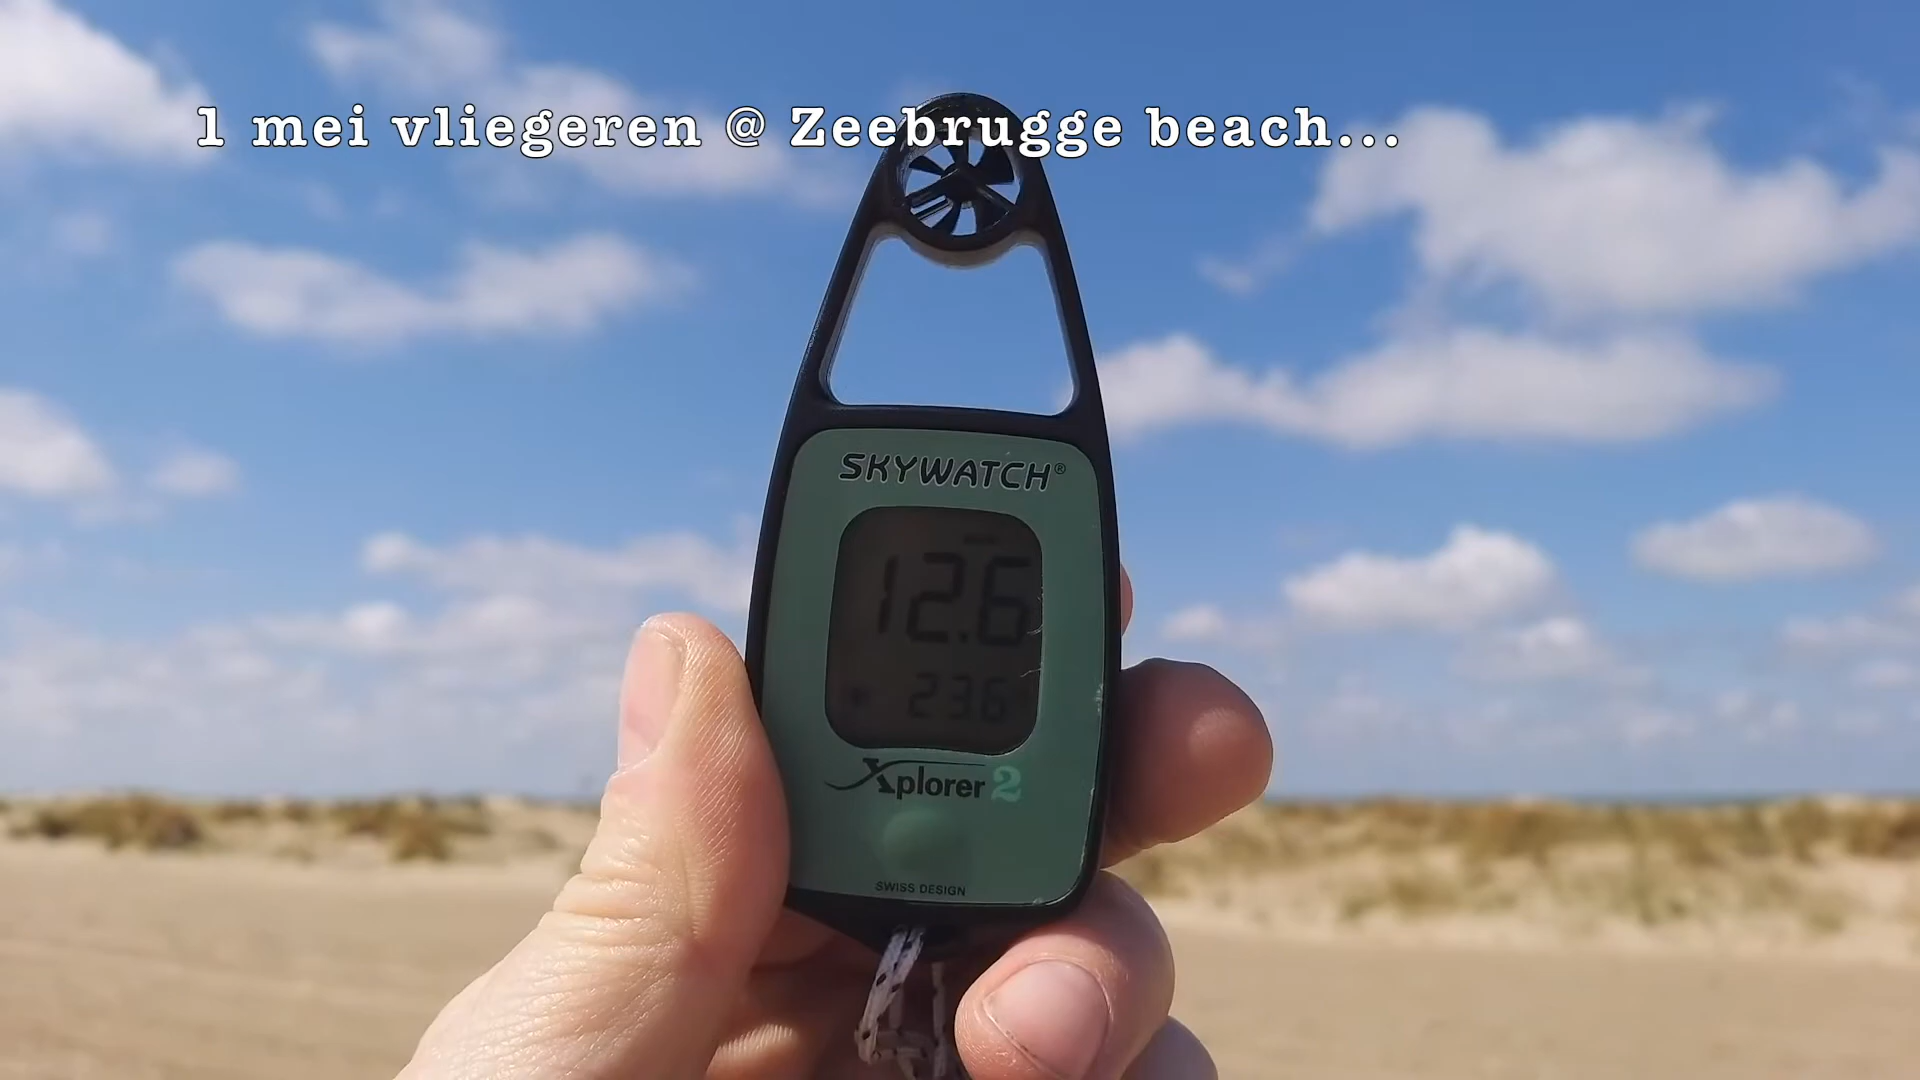 1 mei vliegeren @ Zeebrugge beach...
SKYWATCH®
12.6
23.6
Xplorer 2
SWISS DESIGN